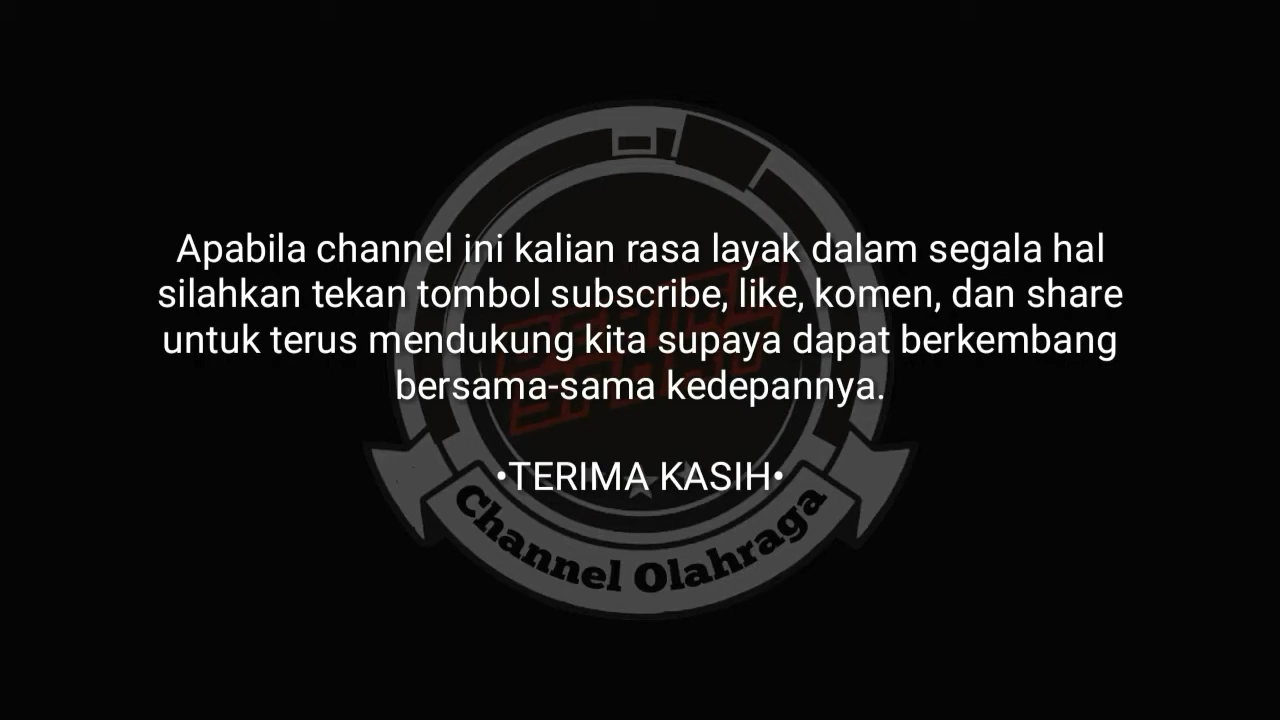 Apabila channel ini kalian rasa layak dalam segala hal
silahkan tekan tombol subscribe, like, komen, dan share
untuk terus mendukung kita supaya dapat berkembang
bersama-sama kedepannya.
•TERIMA KASIH•
Channel Olahraga